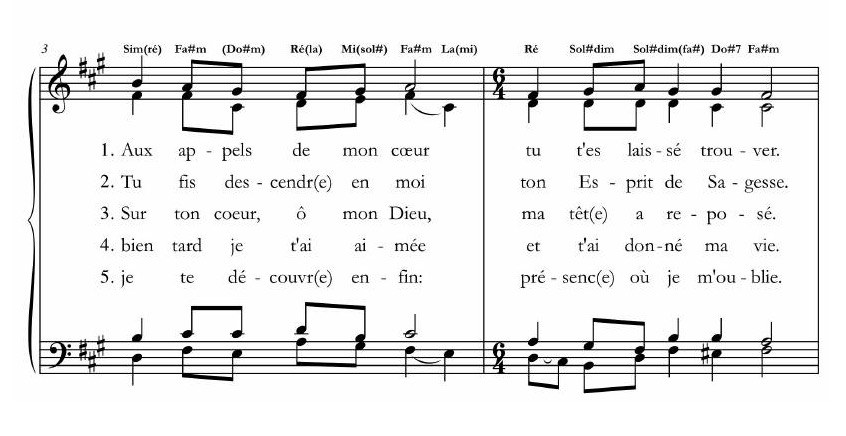 3 Sim(ré) Fa#m (Do#m) Ré(la) Mi(sol#) Fa#m La(mi) Ré Sol#dim Sol#dim(fa#) Do#7 Fa#m
6 4
1. Aux ap - pels de mon cœur tu t'es lais - sé trou - ver.
2. Tu fis des - cendr(e) en moi ton Es - prit de Sa - gesse.
3. Sur ton coeur, ô mon Dieu, ma têt(e) a re - po - sé.
4. bien tard je t'ai ai - mée et t'ai don - né ma vie.
5. je te dé - couvr(e) en - fin: pré - senc(e) où je m'ou - blie.
6 4